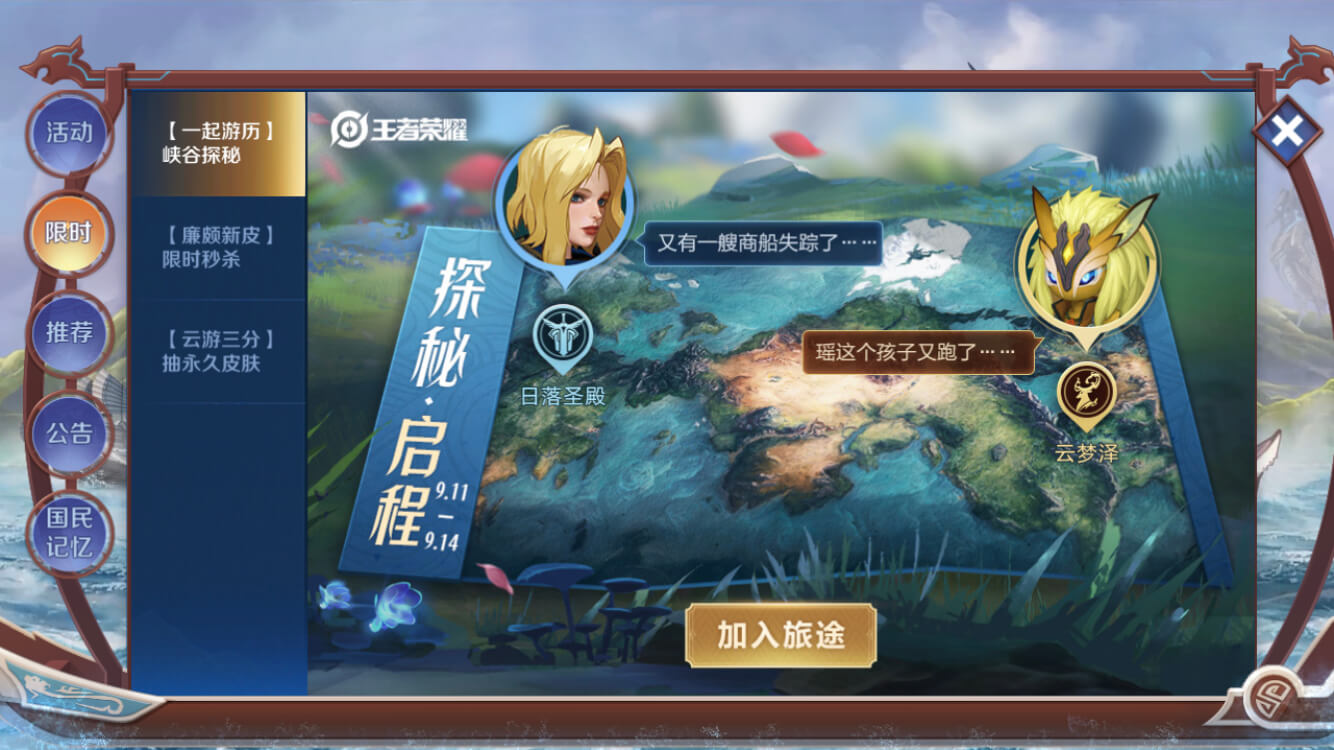 活动
限时
推荐
公告
国民
记忆
【一起游历】
峡谷探秘
【廉颇新皮】
限时秒杀
【云游三分】
抽永久皮肤
王者荣耀
探秘·启程
9.11
–
9.14
又有一艘商船失踪了……
日落圣殿
瑶这个孩子又跑了……
云梦泽
加入旅途